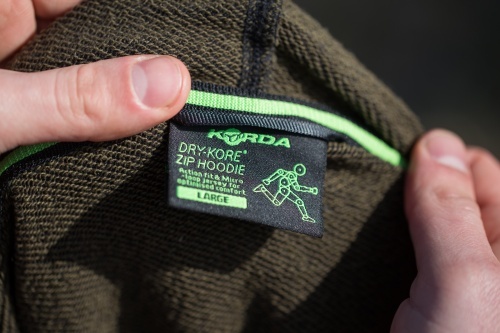 KORDA
DRY-KORE
ZIP HOODIE
Action fit & Micro
-loop jersey for
optimised comfort
LARGE